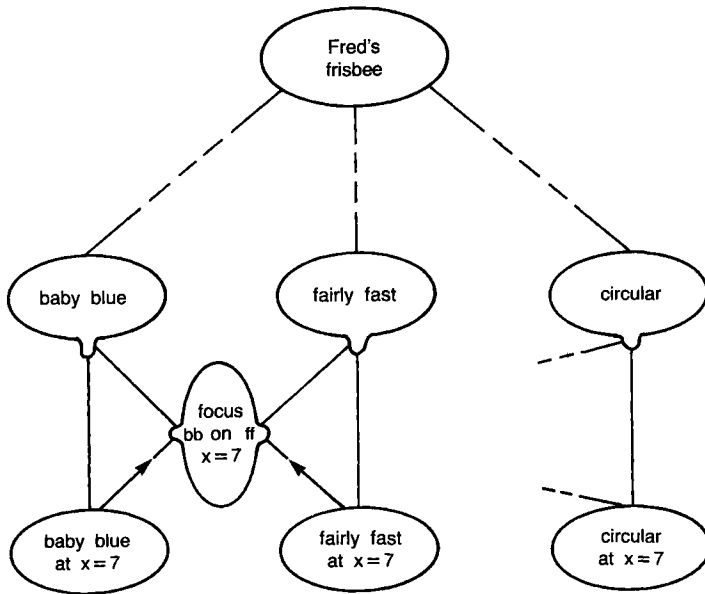 Fred's
frisbee
baby blue
fairly fast
circular
focus
bb on ff
x = 7
baby blue
at x = 7
fairly fast
at x = 7
circular
at x = 7